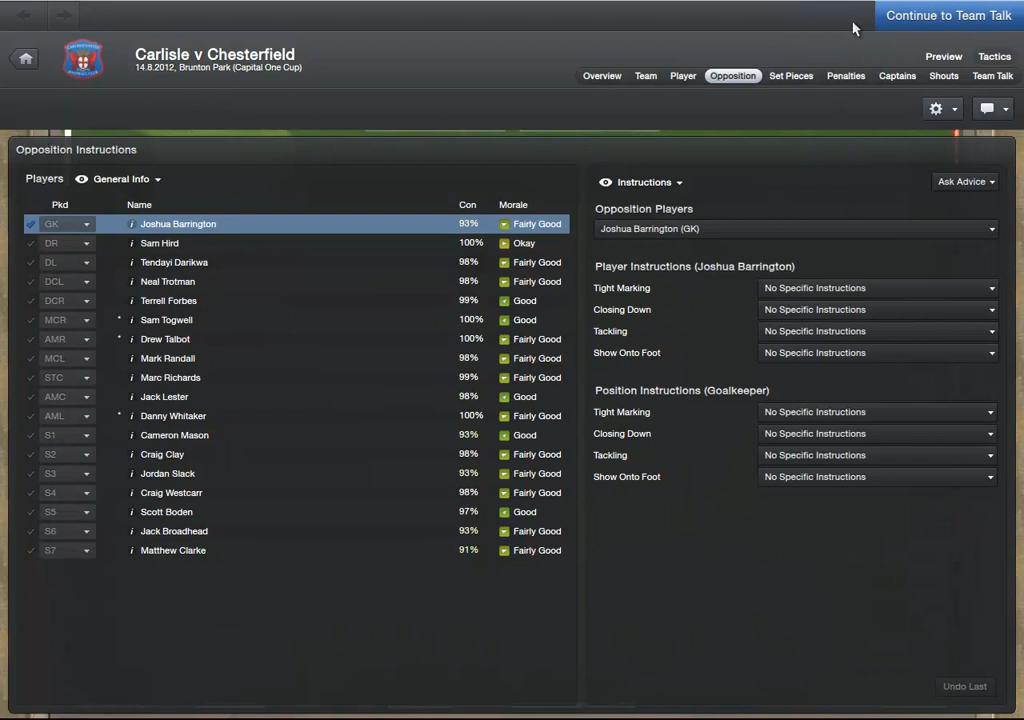 Continue to Team Talk
Carlisle v Chesterfield
14.8.2012, Brunton Park (Capital One Cup)
Preview Tactics
Overview Team Player Opposition Set Pieces Penalties Captains Shouts Team Talk
Opposition Instructions
Players General Info
Pkd Name Con Morale
GK i Joshua Barrington 93% Fairly Good
DR i Sam Hird 100% Okay
DL i Tendayi Darikwa 98% Fairly Good
DCL i Neal Trotman 98% Fairly Good
DCR i Terrell Forbes 99% Good
MCR * i Sam Togwell 100% Good
AMR * i Drew Talbot 100% Fairly Good
MCL i Mark Randall 98% Fairly Good
STC i Marc Richards 99% Fairly Good
AMC i Jack Lester 98% Good
AML * i Danny Whitaker 100% Fairly Good
S1 i Cameron Mason 93% Good
S2 i Craig Clay 98% Fairly Good
S3 i Jordan Slack 93% Fairly Good
S4 i Craig Westcarr 98% Fairly Good
S5 i Scott Boden 97% Good
S6 i Jack Broadhead 93% Fairly Good
S7 i Matthew Clarke 91% Fairly Good
Instructions Ask Advice
Opposition Players
Joshua Barrington (GK)
Player Instructions (Joshua Barrington)
Tight Marking No Specific Instructions
Closing Down No Specific Instructions
Tackling No Specific Instructions
Show Onto Foot No Specific Instructions
Position Instructions (Goalkeeper)
Tight Marking No Specific Instructions
Closing Down No Specific Instructions
Tackling No Specific Instructions
Show Onto Foot No Specific Instructions
Undo Last